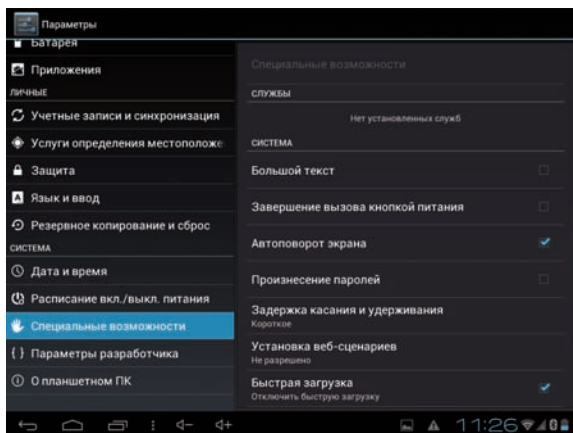 Параметры
Батарея
Приложения
ЛИЧНЫЕ
Учетные записи и синхронизация
Услуги определения местоположе
Защита
Язык и ввод
Резервное копирование и сброс
СИСТЕМА
Дата и время
Расписание вкл./выкл. питания
Специальные возможности
{ } Параметры разработчика
О планшетном ПК
Специальные возможности
СЛУЖБЫ
Нет установленных служб
СИСТЕМА
Большой текст
Завершение вызова кнопкой питания
Автоповорот экрана
Произнесение паролей
Задержка касания и удерживания
Короткое
Установка веб-сценариев
Не разрешено
Быстрая загрузка
Отключить быструю загрузку
11:26